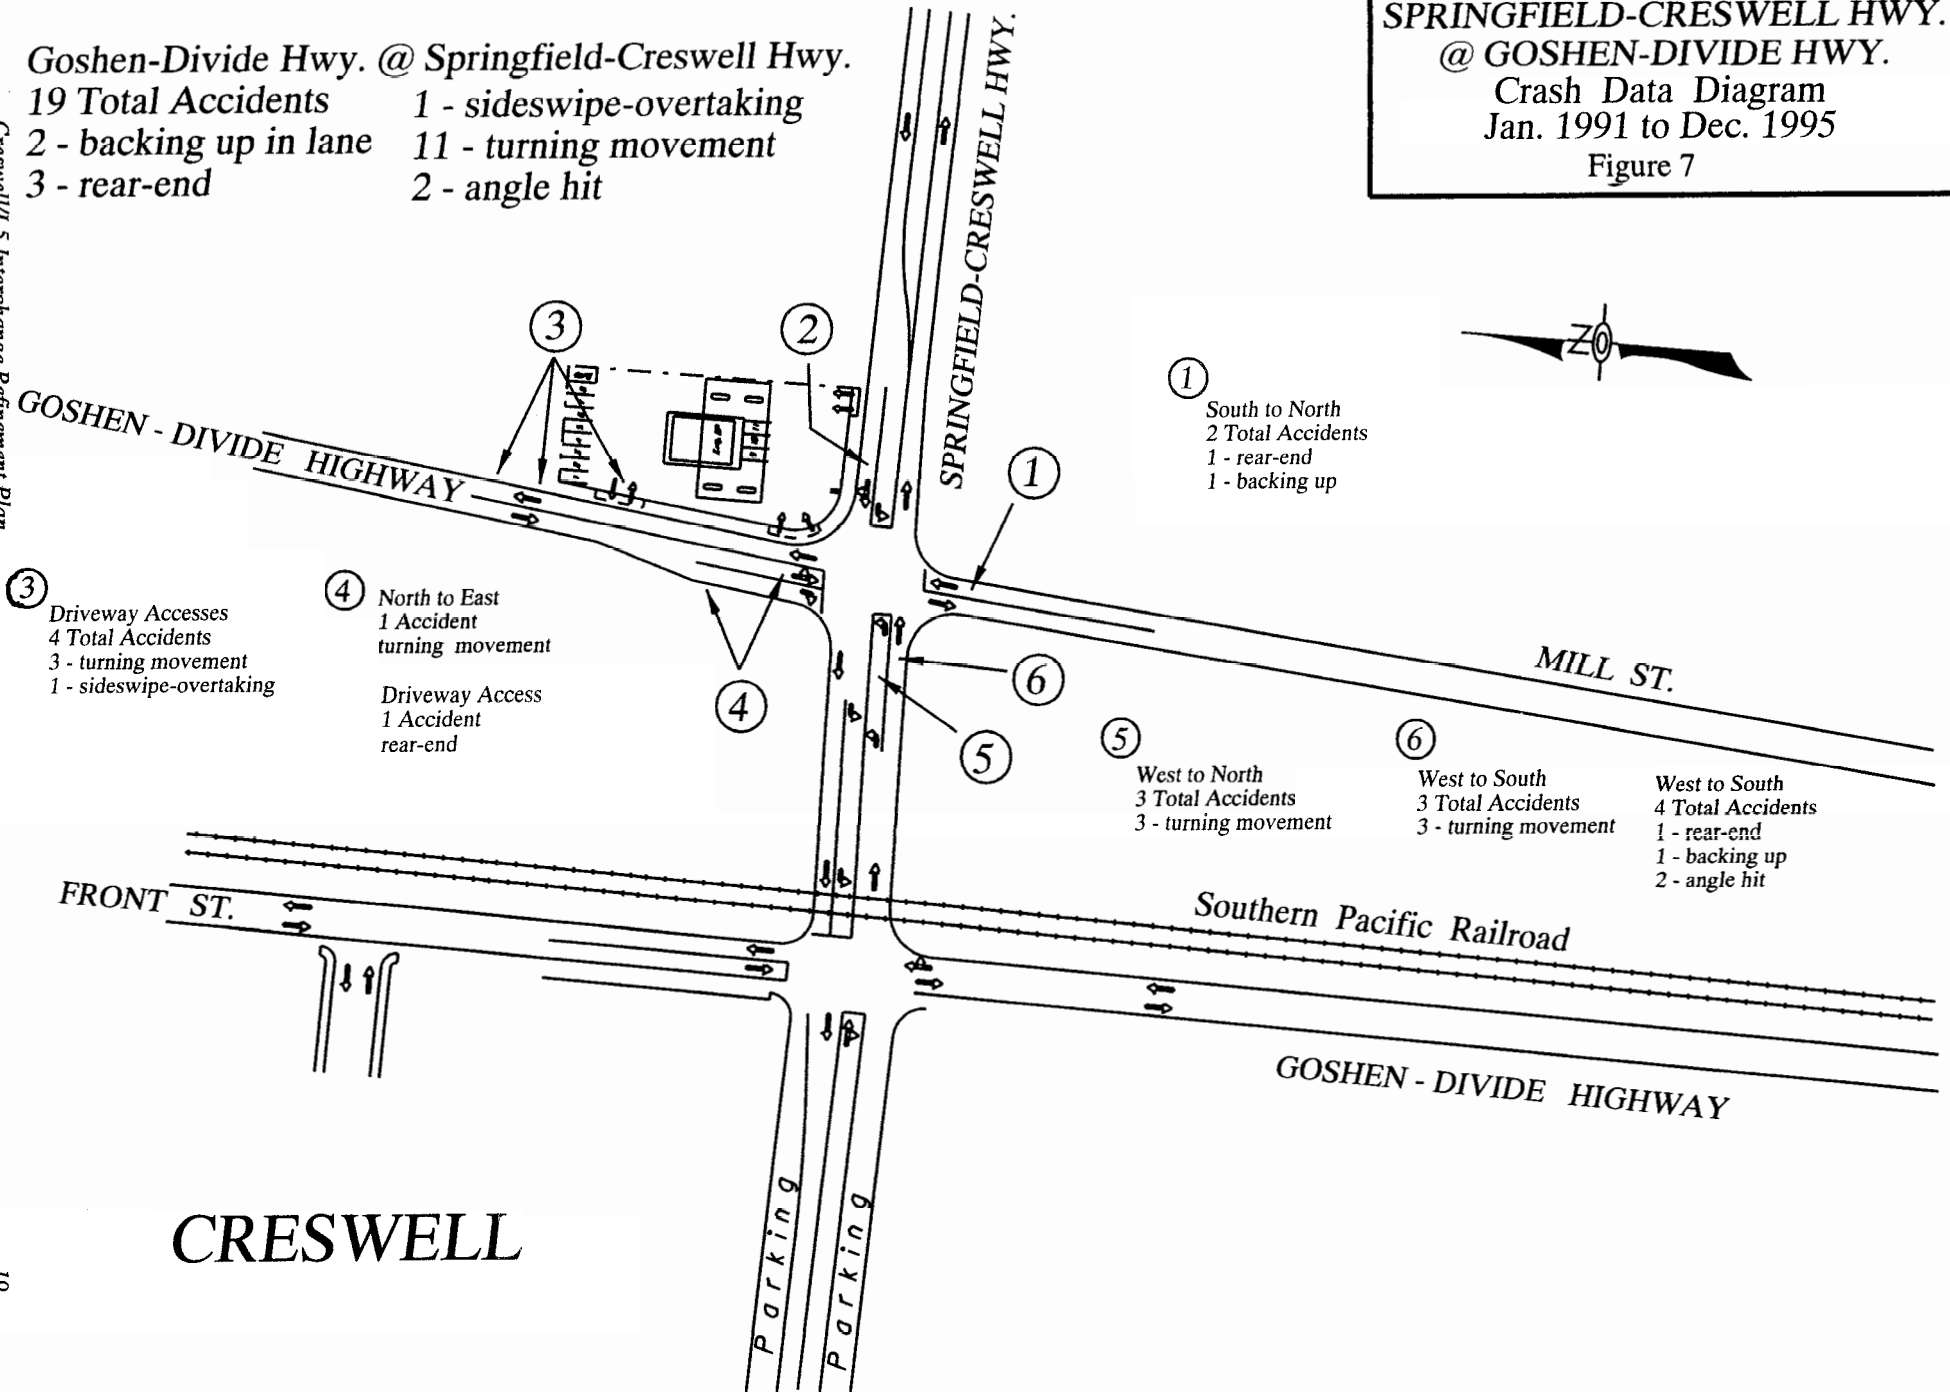 Goshen-Divide Hwy. @ Springfield-Creswell Hwy.
19 Total Accidents
2 - backing up in lane
3 - rear-end
1 - sideswipe-overtaking
11 - turning movement
2 - angle hit
SPRINGFIELD-CRESWELL HWY.
@ GOSHEN-DIVIDE HWY.
Crash Data Diagram
Jan. 1991 to Dec. 1995
Figure 7
SPRINGFIELD-CRESWELL HWY.
N
3
2
1
GOSHEN - DIVIDE HIGHWAY
1
South to North
2 Total Accidents
1 - rear-end
1 - backing up
3
Driveway Accesses
4 Total Accidents
3 - turning movement
1 - sideswipe-overtaking
4
North to East
1 Accident
turning movement
Driveway Access
1 Accident
rear-end
4
6
5
MILL ST.
5
West to North
3 Total Accidents
3 - turning movement
6
West to South
3 Total Accidents
3 - turning movement
West to South
4 Total Accidents
1 - rear-end
1 - backing up
2 - angle hit
FRONT ST.
Southern Pacific Railroad
GOSHEN - DIVIDE HIGHWAY
Parking
Parking
CRESWELL